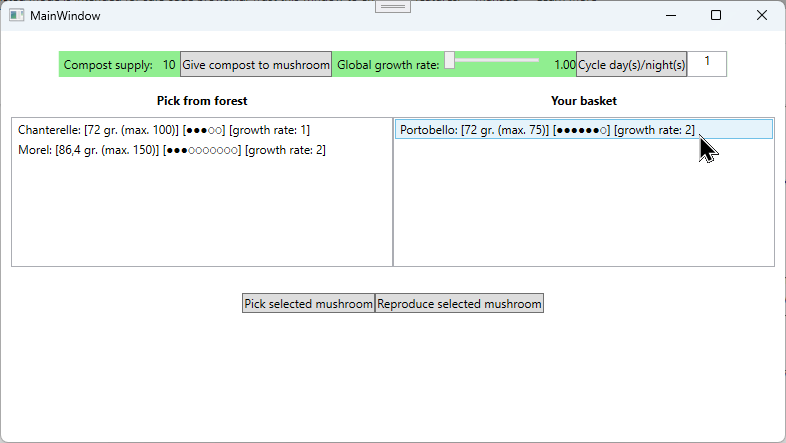 MainWindow
Compost supply: 10 Give compost to mushroom Global growth rate: 1.00 Cycle day(s)/night(s) 1
Pick from forest Your basket
Chanterelle: [72 gr. (max. 100)] [●●●○○] [growth rate: 1] Portobello: [72 gr. (max. 75)] [●●●●●●○] [growth rate: 2]
Morel: [86,4 gr. (max. 150)] [●●●○○○○○○○] [growth rate: 2]
Pick selected mushroom Reproduce selected mushroom